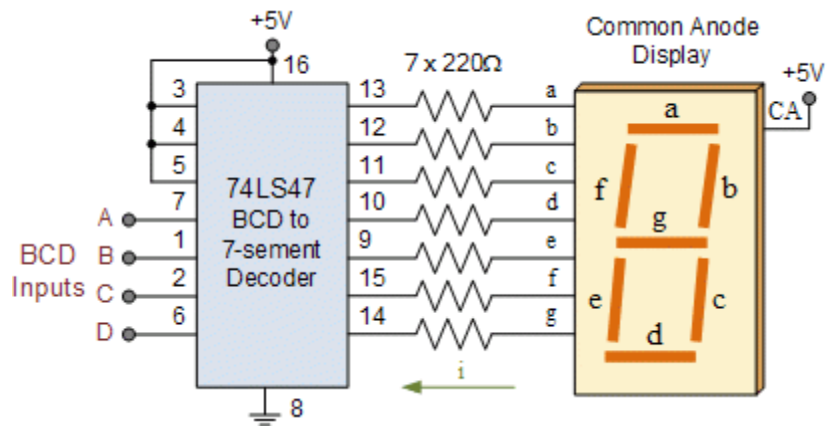 +5V
16
7 x 220Ω
Common Anode
Display
+5V
CA
3
4
5
7
1
2
6
A
B
C
D
BCD
Inputs
74LS47
BCD to
7-sement
Decoder
13
12
11
10
9
15
14
a
b
c
d
e
f
g
a
f
b
g
e
c
d
i
8